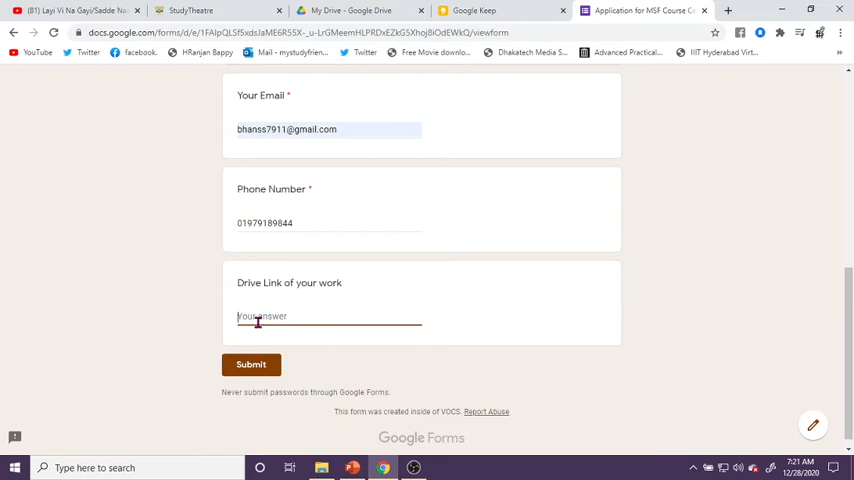 (81) Layi Vi Na Gayi/Sadde Na
StudyTheatre
My Drive - Google Drive
Google Keep
Application for MSF Course Ce
docs.google.com/forms/d/e/1FAIpQLSf5xdsJaME6R55X-_u-LrGMeemHLPRDxEZkG5Xhoj8iOdEWkQ/viewform
YouTube
Twitter
facebook.
HRanjan Bappy
Mail - mystudyfrien...
Twitter
Free Movie downlo...
Dhakatech Media S...
Advanced Practical...
IIIT Hyderabad Virt...
»
Your Email *
bhanss7911@gmail.com
Phone Number *
01979189844
Drive Link of your work
Your answer
Submit
Never submit passwords through Google Forms.
This form was created inside of VOCS. Report Abuse
Google Forms
Type here to search
7:21 AM
12/28/2020